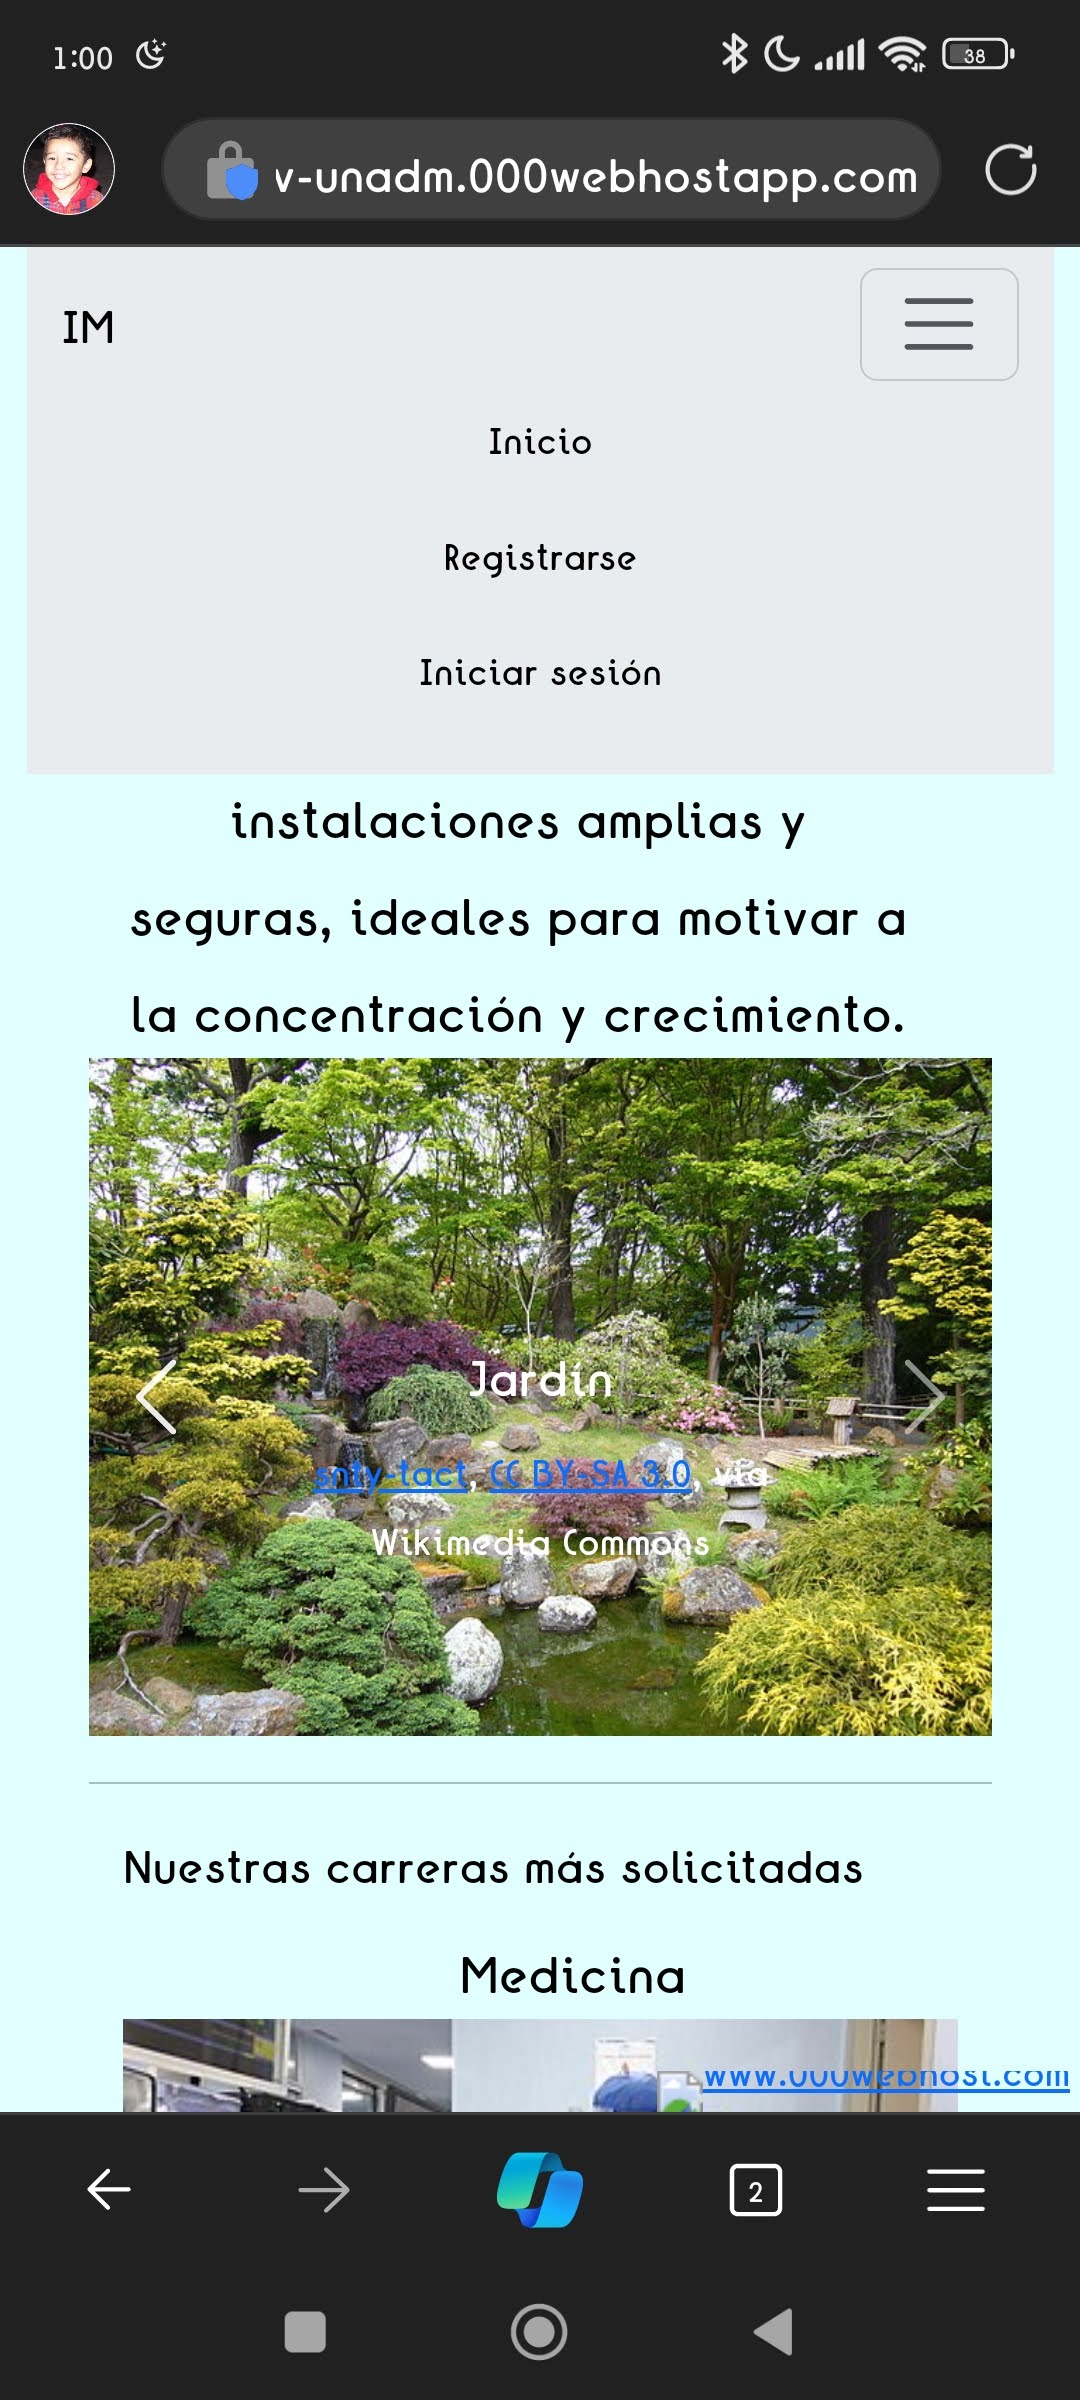 1:00
38
v-unadm.000webhostapp.com
IM
Inicio
Registrarse
Iniciar sesión
instalaciones amplias y
seguras, ideales para motivar a
la concentración y crecimiento.
Jardín
snty-tact, CC BY-SA 3.0, via
Wikimedia Commons
Nuestras carreras más solicitadas
Medicina
www.000webhost.com
2